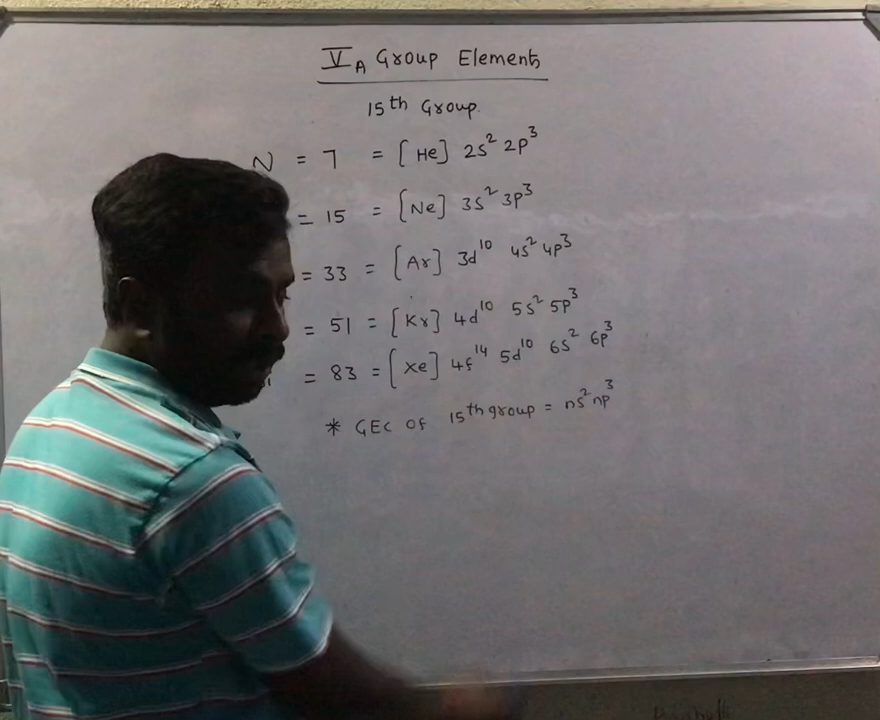 V A Group Elements
15th Group.
N = 7 = [He] 2s² 2p³
= 15 = [Ne] 3s² 3p³
= 33 = [Ar] 3d¹⁰ 4s² 4p³
= 51 = [Kr] 4d¹⁰ 5s² 5p³
= 83 = [Xe] 4f¹⁴ 5d¹⁰ 6s² 6p³
* GEC OF 15th group = ns² np³